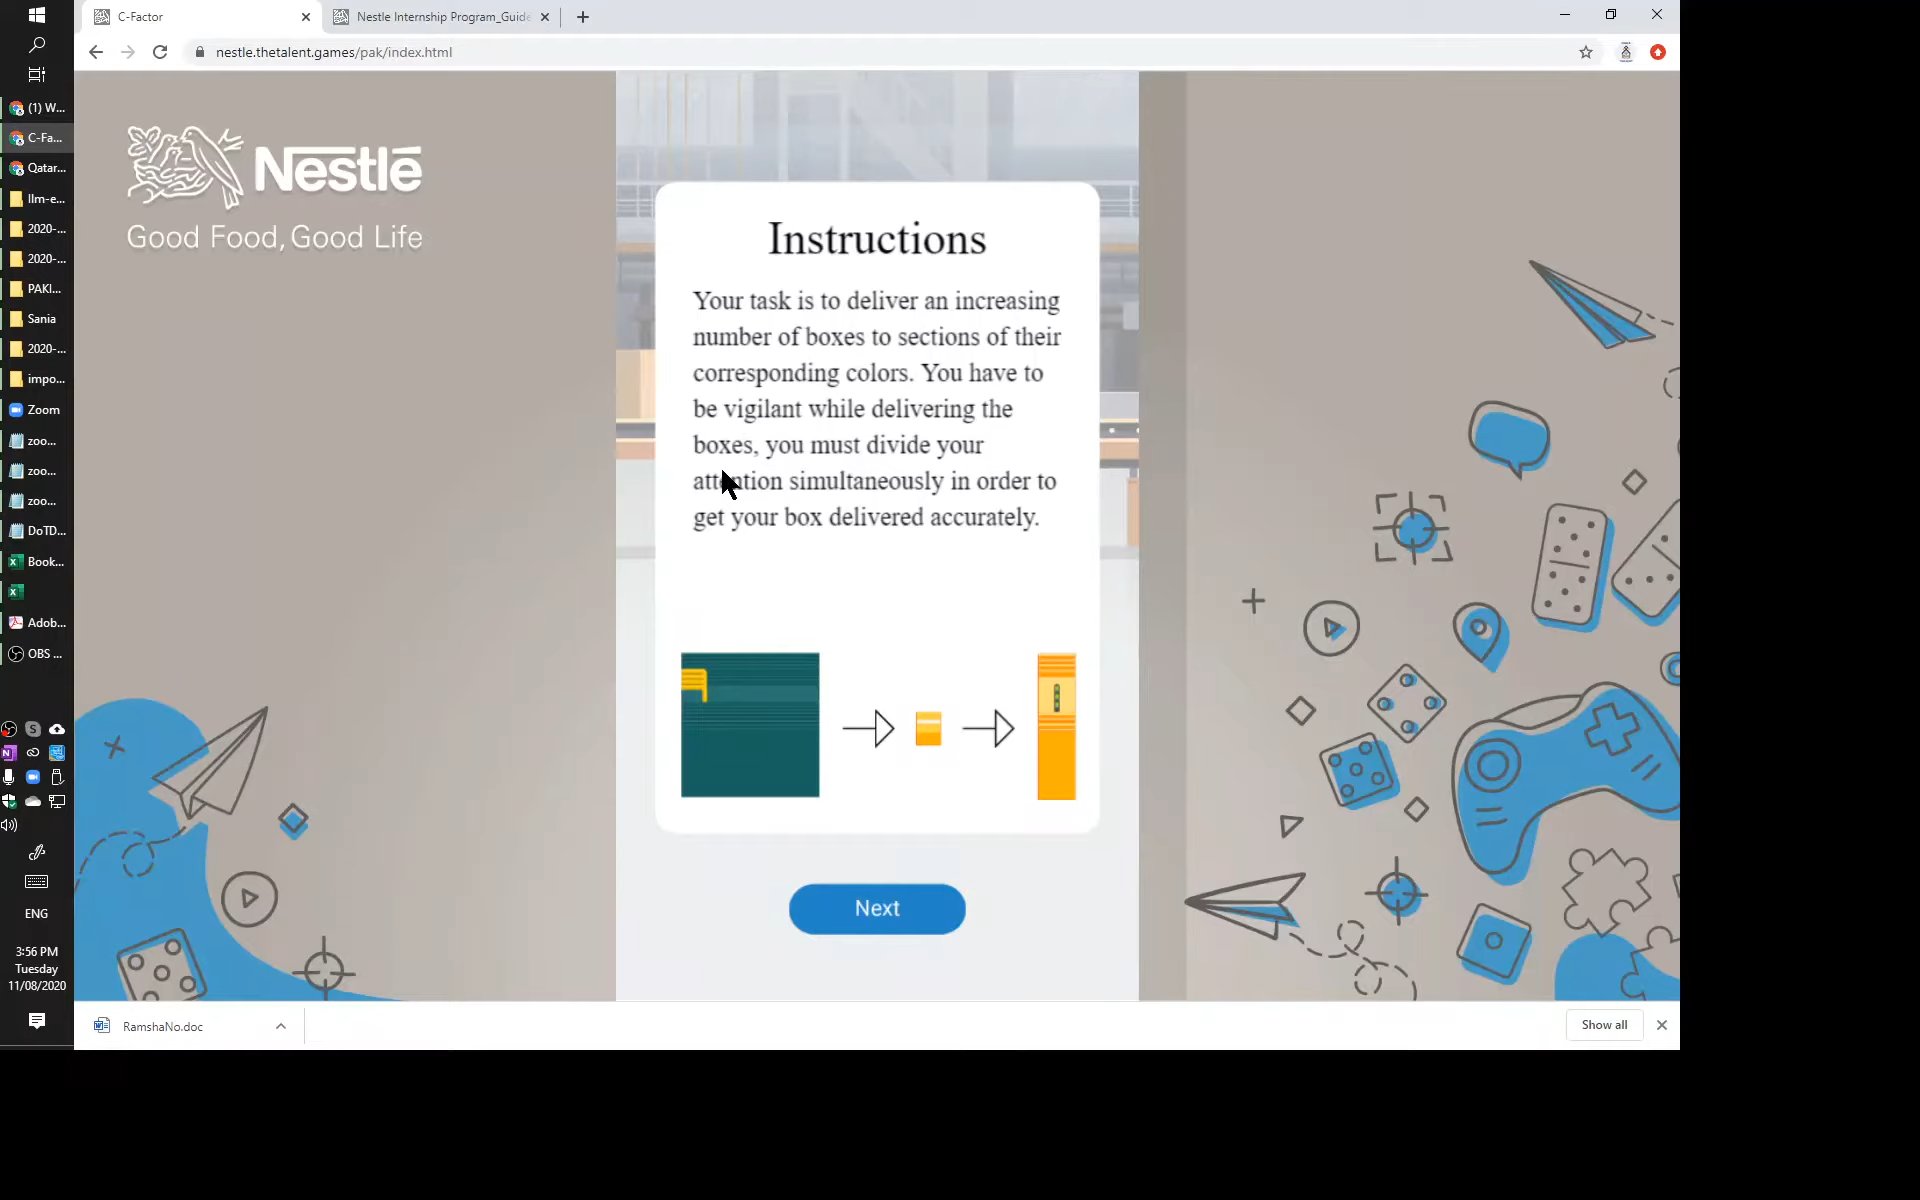 C-Factor
Nestle Internship Program_Guide
nestle.thetalent.games/pak/index.html
(1) W...
C-Fa...
Qatar...
llm-e...
2020-...
2020-...
PAKI...
Sania
2020-...
impo...
Zoom
zoo...
zoo...
zoo...
DoTD...
Book...
Adob...
OBS ...
ENG
3:56 PM
Tuesday
11/08/2020
Nestlé
Good Food, Good Life
Instructions
Your task is to deliver an increasing
number of boxes to sections of their
corresponding colors. You have to
be vigilant while delivering the
boxes, you must divide your
attention simultaneously in order to
get your box delivered accurately.
Next
RamshaNo.doc
Show all